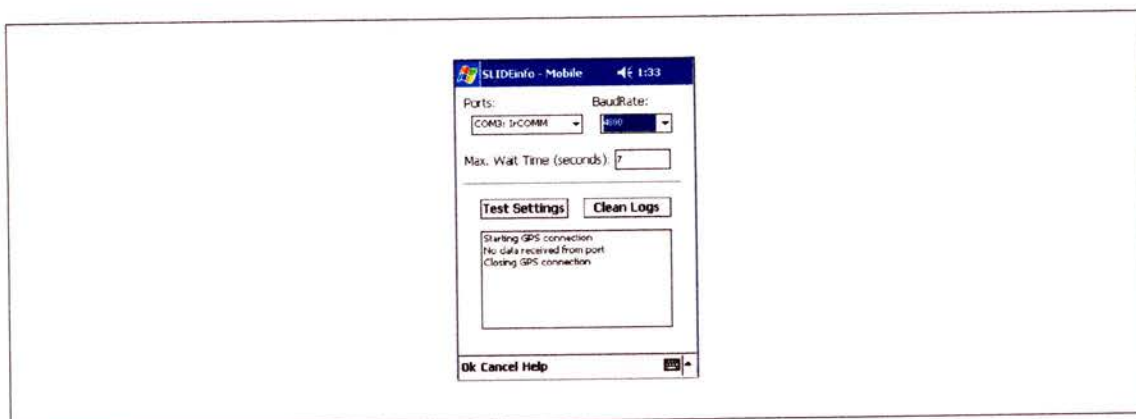 SLIDEinfo - Mobile 1:33
Ports: BaudRate:
COM3: IrCOMM 4800
Max. Wait Time (seconds): 7
Test Settings Clean Logs
Starting GPS connection
No data received from port
Closing GPS connection
Ok Cancel Help